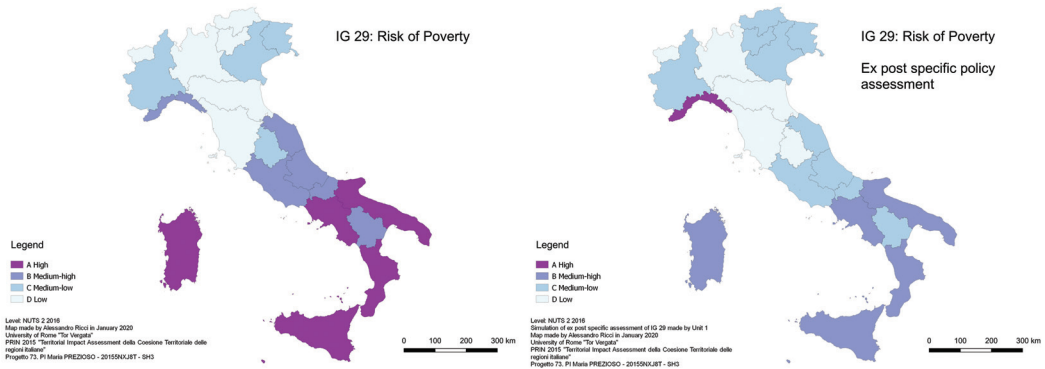 IG 29: Risk of Poverty
Legend
A High
B Medium-high
C Medium-low
D Low
Level: NUTS 2 2016
Map made by Alessandro Ricci in January 2020
University of Rome "Tor Vergata"
PRIN 2015 "Territorial Impact Assessment della Coesione Territoriale delle
regioni italiane"
Progetto 73. PI Maria PREZIOSO - 20155NXJ8T - SH3
0 100 200 300 km
IG 29: Risk of Poverty
Ex post specific policy
assessment
Legend
A High
B Medium-high
C Medium-low
D Low
Level: NUTS 2 2016
Simulation of ex post specific assessment of IG 29 made by Unit 1
Map made by Alessandro Ricci in January 2020
University of Rome "Tor Vergata"
PRIN 2015 "Territorial Impact Assessment della Coesione Territoriale delle
regioni italiane"
Progetto 73. PI Maria PREZIOSO - 20155NXJ8T - SH3
0 100 200 300 km